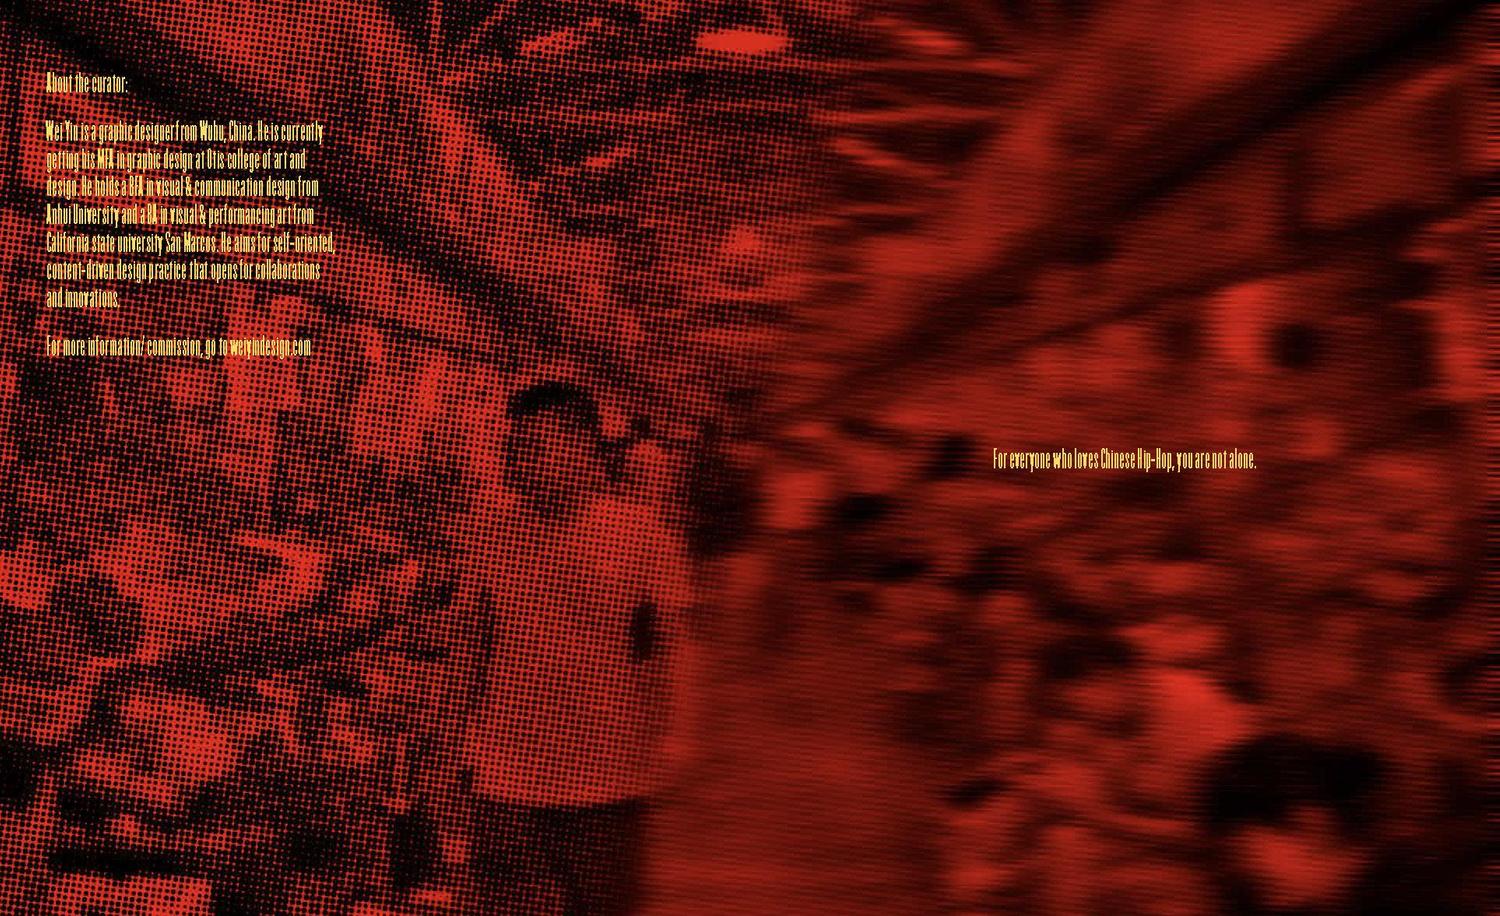 About the curator:
Wei Yin is a graphic designer from Wuhu, China. He is currently
getting his MFA in graphic design at Otis college of art and
design. He holds a BFA in visual & communication design from
Anhui University and a BA in visual & performancing art from
California state university San Marcos. He aims for self-oriented,
content-driven design practice that opens for collaborations
and innovations.
For more information/ commission, go to weiyindesign.com
For everyone who loves Chinese Hip-Hop, you are not alone.